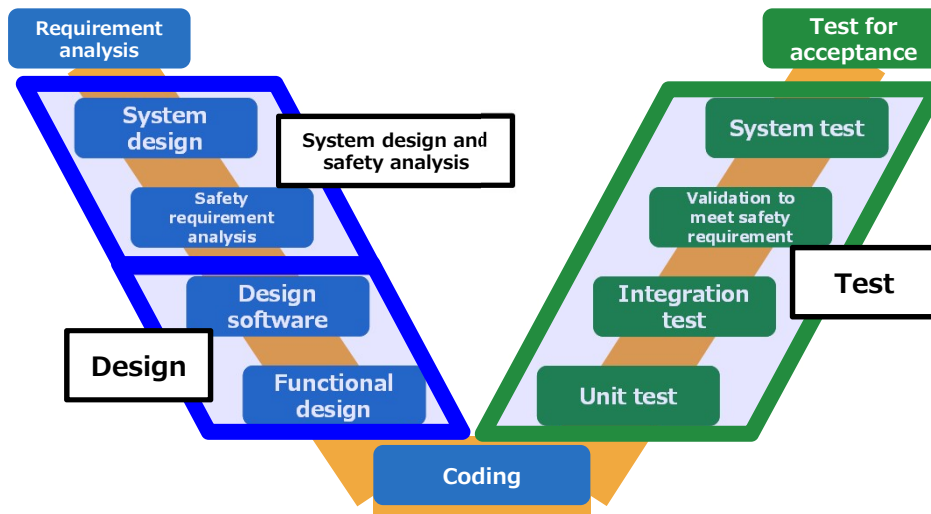 Requirement
analysis
Test for
acceptance
System
design
System design and
safety analysis
System test
Safety
requirement
analysis
Validation to
meet safety
requirement
Design
software
Integration
test
Test
Design
Functional
design
Unit test
Coding